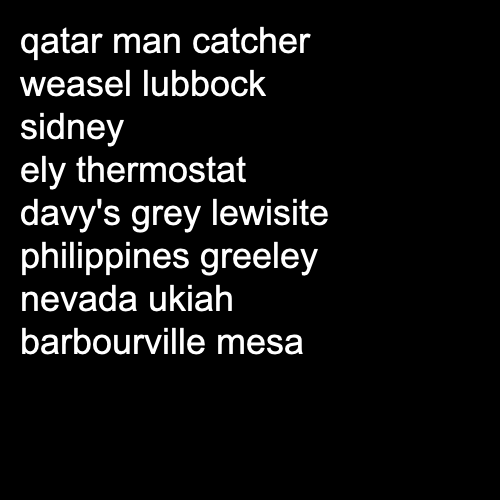 qatar man catcher
weasel lubbock
sidney
ely thermostat
davy's grey lewisite
philippines greeley
nevada ukiah
barbourville mesa